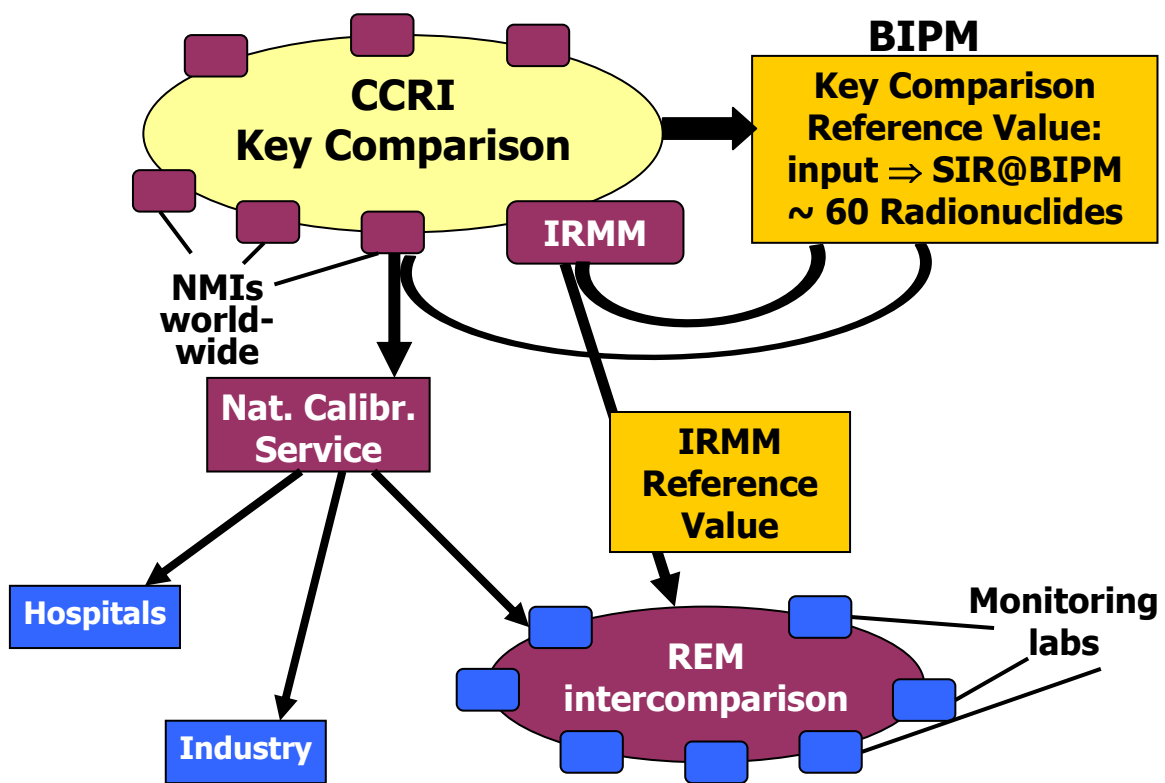 BIPM
CCRI
Key Comparison
Key Comparison
Reference Value:
input ⇒ SIR@BIPM
~ 60 Radionuclides
IRMM
NMIs
world-
wide
Nat. Calibr.
Service
IRMM
Reference
Value
Hospitals
Monitoring
labs
REM
intercomparison
Industry